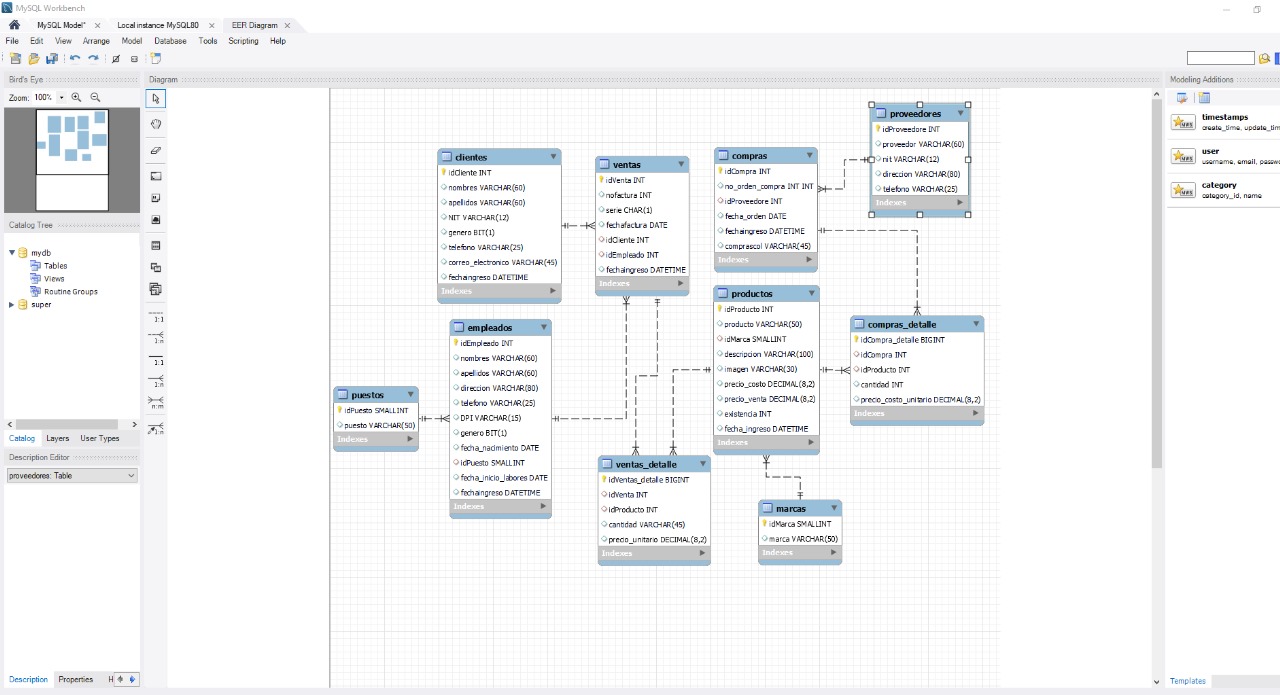 MySQL Workbench
MySQL Model* ×
Local instance MySQL80 ×
EER Diagram ×
File Edit View Arrange Model Database Tools Scripting Help
Bird's Eye
Zoom: 100%
Catalog Tree
mydb
Tables
Views
Routine Groups
super
Catalog Layers User Types
Description Editor
proveedores: Table
Description Properties H
Diagram
1:1
1:n
1:1
1:n
n:m
1:n
clientes
idCliente INT
nombres VARCHAR(60)
apellidos VARCHAR(60)
NIT VARCHAR(12)
genero BIT(1)
telefono VARCHAR(25)
correo_electronico VARCHAR(45)
fechaingreso DATETIME
Indexes
ventas
idVenta INT
nofactura INT
serie CHAR(1)
fechafactura DATE
idCliente INT
idEmpleado INT
fechaingreso DATETIME
Indexes
compras
idCompra INT
no_orden_compra INT INT
idProveedore INT
fecha_orden DATE
fechaingreso DATETIME
comprascol VARCHAR(45)
Indexes
proveedores
idProveedore INT
proveedor VARCHAR(60)
nit VARCHAR(12)
direccion VARCHAR(80)
telefono VARCHAR(25)
Indexes
puestos
idPuesto SMALLINT
puesto VARCHAR(50)
Indexes
empleados
idEmpleado INT
nombres VARCHAR(60)
apellidos VARCHAR(60)
direccion VARCHAR(80)
telefono VARCHAR(25)
DPI VARCHAR(15)
genero BIT(1)
fecha_nacimiento DATE
idPuesto SMALLINT
fecha_inicio_labores DATE
fechaingreso DATETIME
Indexes
productos
idProducto INT
producto VARCHAR(50)
idMarca SMALLINT
descripcion VARCHAR(100)
imagen VARCHAR(30)
precio_costo DECIMAL(8,2)
precio_venta DECIMAL(8,2)
existencia INT
fecha_ingreso DATETIME
Indexes
compras_detalle
idCompra_detalle BIGINT
idCompra INT
idProducto INT
cantidad INT
precio_costo_unitario DECIMAL(8,2)
Indexes
ventas_detalle
idVentas_detalle BIGINT
idVenta INT
idProducto INT
cantidad VARCHAR(45)
precio_unitario DECIMAL(8,2)
Indexes
marcas
idMarca SMALLINT
marca VARCHAR(50)
Indexes
Modeling Additions
timestamps
create_time, update_tim
user
username, email, passw
category
category_id, name
Templates